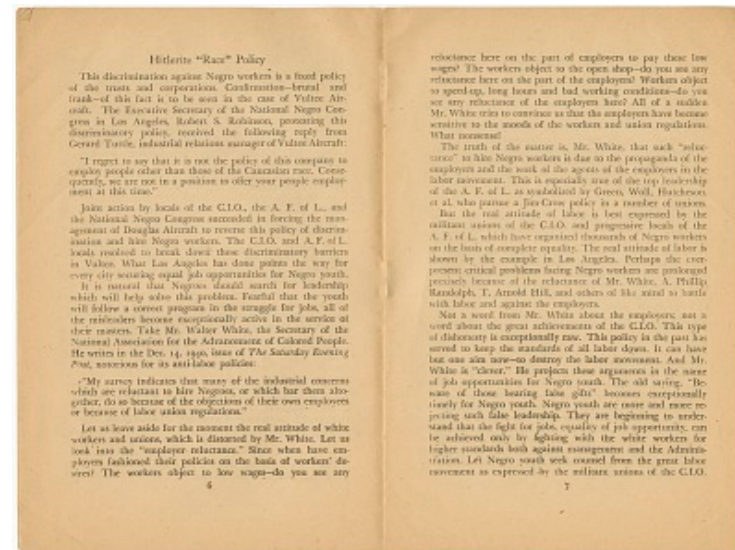 Hitlerite "Race" Policy
This discrimination against Negro workers is a fixed policy
of the trusts and corporations. Confirmation—brutal and
frank—of this fact is to be seen in the case of Vultee Air-
craft. The Executive Secretary of the National Negro Con-
gress in Los Angeles, Robert S. Robinson, protesting this
discriminatory policy, received the following reply from
Gerard Tuttle, industrial relations manager of Vultee Aircraft:
"I regret to say that it is not the policy of this company to
employ people other than those of the Caucasian race. Conse-
quently, we are not in a position to offer your people employ-
ment at this time."
Joint action by locals of the C.I.O., the A. F. of L., and
the National Negro Congress succeeded in forcing the man-
agement of Douglas Aircraft to reverse this policy of discrim-
ination and hire Negro workers. The C.I.O. and A. F. of L.
locals resolved to break down these discriminatory barriers
in Vultee. What Los Angeles has done points the way for
every city securing equal job opportunities for Negro youth.
It is natural that Negroes should search for leadership
which will help solve this problem. Fearful that the youth
will follow a correct program in the struggle for jobs, all of
the misleaders become exceptionally active in the service of
their masters. Take Mr. Walter White, the Secretary of the
National Association for the Advancement of Colored People.
He writes in the Dec. 14, 1940, issue of The Saturday Evening
Post, notorious for its anti-labor policies:
"My survey indicates that many of the industrial concerns
which are reluctant to hire Negroes, or which bar them alto-
gether, do so because of the objections of their own employees
or because of labor union regulations."
Let us leave aside for the moment the real attitude of white
workers and unions, which is distorted by Mr. White. Let us
look into the "employer reluctance." Since when have em-
ployers fashioned their policies on the basis of workers' de-
sires? The workers object to low wages—do you see any
6
reluctance here on the part of employers to pay these low
wages? The workers object to the open shop—do you see any
reluctance here on the part of the employers? Workers object
to speed-up, long hours and bad working conditions—do you
see any reluctance of the employers here? All of a sudden
Mr. White tries to convince us that the employers have become
sensitive to the moods of the workers and union regulations.
What nonsense!
The truth of the matter is, Mr. White, that such "reluc-
tance" to hire Negro workers is due to the propaganda of the
employers and the work of the agents of the employers in the
labor movement. This is especially true of the top leadership
of the A. F. of L. as symbolized by Green, Woll, Hutcheson,
et al. who pursue a Jim-Crow policy in a number of unions.
But the real attitude of labor is best expressed by the
militant unions of the C.I.O. and progressive locals of the
A. F. of L. which have organized thousands of Negro workers
on the basis of complete equality. The real attitude of labor is
shown by the example in Los Angeles. Perhaps the ever-
present critical problems facing Negro workers are prolonged
precisely because of the reluctance of Mr. White, A. Phillip
Randolph, T. Arnold Hill, and others of like mind to battle
with labor and against the employers.
Not a word from Mr. White about the employers; not a
word about the great achievements of the C.I.O. This type
of dishonesty is exceptionally raw. This policy in the past has
served to keep the standards of all labor down. It can have
but one aim now—to destroy the labor movement. And Mr.
White is "clever." He projects these arguments in the name
of job opportunities for Negro youth. The old saying, "Be-
ware of those bearing false gifts" becomes exceptionally
timely for Negro youth. Negro youth are more and more re-
jecting such false leadership. They are beginning to under-
stand that the fight for jobs, equality of job opportunity, can
be achieved only by fighting with the white workers for
higher standards both against management and the Adminis-
tration. Let Negro youth seek counsel from the great labor
movement as expressed by the militant unions of the C.I.O.
7